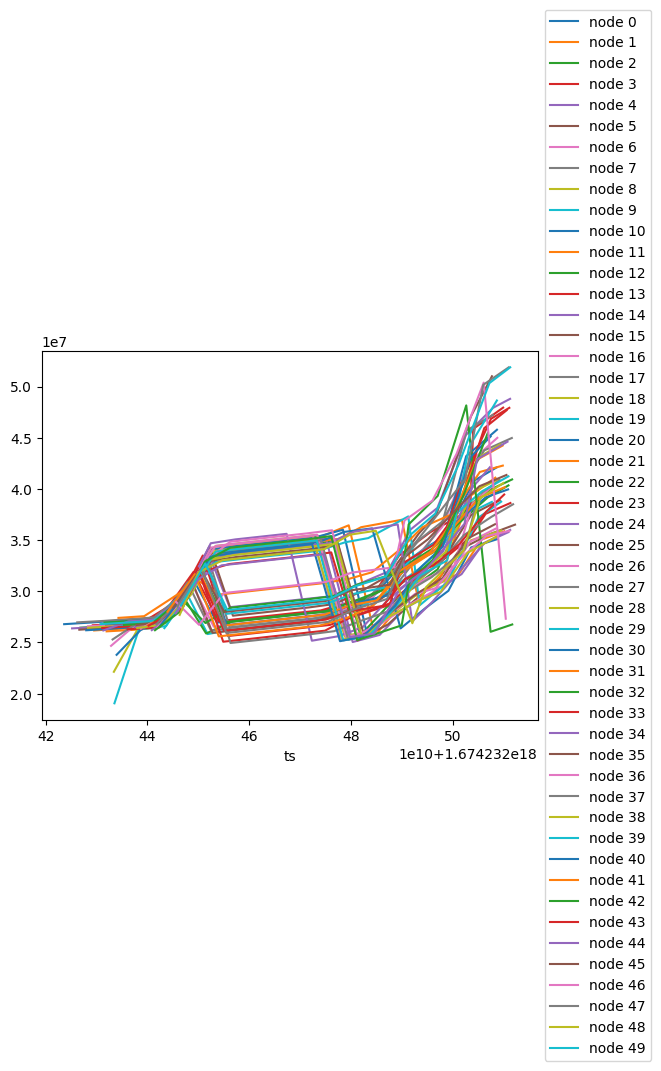 1e7
5.0
4.5
4.0
3.5
3.0
2.5
2.0
42 44 46 48 50
1e10+1.674232e18
ts
node 0
node 1
node 2
node 3
node 4
node 5
node 6
node 7
node 8
node 9
node 10
node 11
node 12
node 13
node 14
node 15
node 16
node 17
node 18
node 19
node 20
node 21
node 22
node 23
node 24
node 25
node 26
node 27
node 28
node 29
node 30
node 31
node 32
node 33
node 34
node 35
node 36
node 37
node 38
node 39
node 40
node 41
node 42
node 43
node 44
node 45
node 46
node 47
node 48
node 49